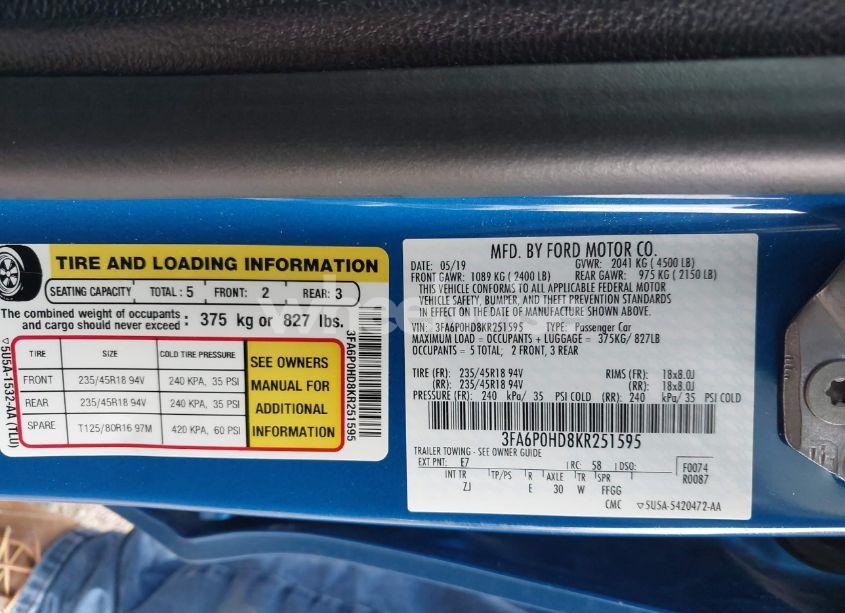 TIRE AND LOADING INFORMATION
SEATING CAPACITY TOTAL : 5 FRONT: 2 REAR: 3
The combined weight of occupants
and cargo should never exceed : 375 kg or 827 lbs.
TIRE SIZE COLD TIRE PRESSURE
FRONT 235/45R18 94V 240 KPA, 35 PSI
REAR 235/45R18 94V 240 KPA, 35 PSI
SPARE T125/80R16 97M 420 KPA, 60 PSI
SEE OWNERS
MANUAL FOR
ADDITIONAL
INFORMATION
5U5A-1532-AA (TLU)
3FA6P0HD8KR251595
MFD. BY FORD MOTOR CO.
DATE: 05/19 GVWR: 2041 KG ( 4500 LB)
FRONT GAWR: 1089 KG ( 2400 LB) REAR GAWR: 975 KG ( 2150 LB)
THIS VEHICLE CONFORMS TO ALL APPLICABLE FEDERAL MOTOR
VEHICLE SAFETY, BUMPER, AND THEFT PREVENTION STANDARDS
IN EFFECT ON THE DATE OF MANUFACTURE SHOWN ABOVE.
VIN: 3FA6P0HD8KR251595 TYPE: Passenger Car
MAXIMUM LOAD = OCCUPANTS + LUGGAGE = 375KG/ 827LB
OCCUPANTS = 5 TOTAL, 2 FRONT, 3 REAR
TIRE (FR): 235/45R18 94V RIMS (FR): 18x8.0J
(RR): 235/45R18 94V (RR): 18x8.0J
PRESSURE (FR): 240 kPa/ 35 PSI COLD (RR): 240 kPa/ 35 PSI COLD
3FA6P0HD8KR251595
TRAILER TOWING - SEE OWNER GUIDE
EXT PNT: E7 RC: 58 DSO: F0074
INT TR TP/PS R AXLE TR SPR R0087
ZJ E 30 W FFGG
CMC 5U5A-5420472-AA